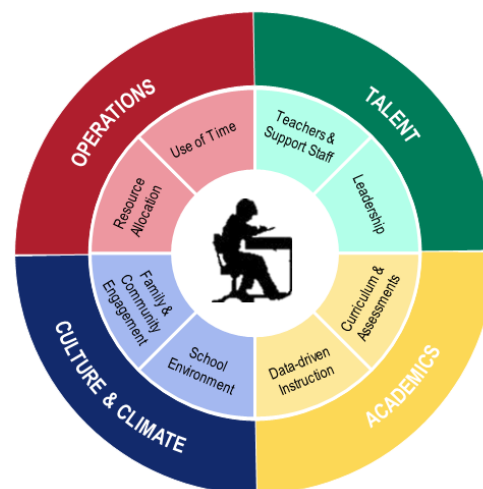 OPERATIONS
TALENT
Use of Time
Teachers &
Support Staff
Resource
Allocation
Leadership
Family &
Community
Engagement
Curriculum &
Assessments
School
Environment
Data-driven
Instruction
CULTURE & CLIMATE
ACADEMICS